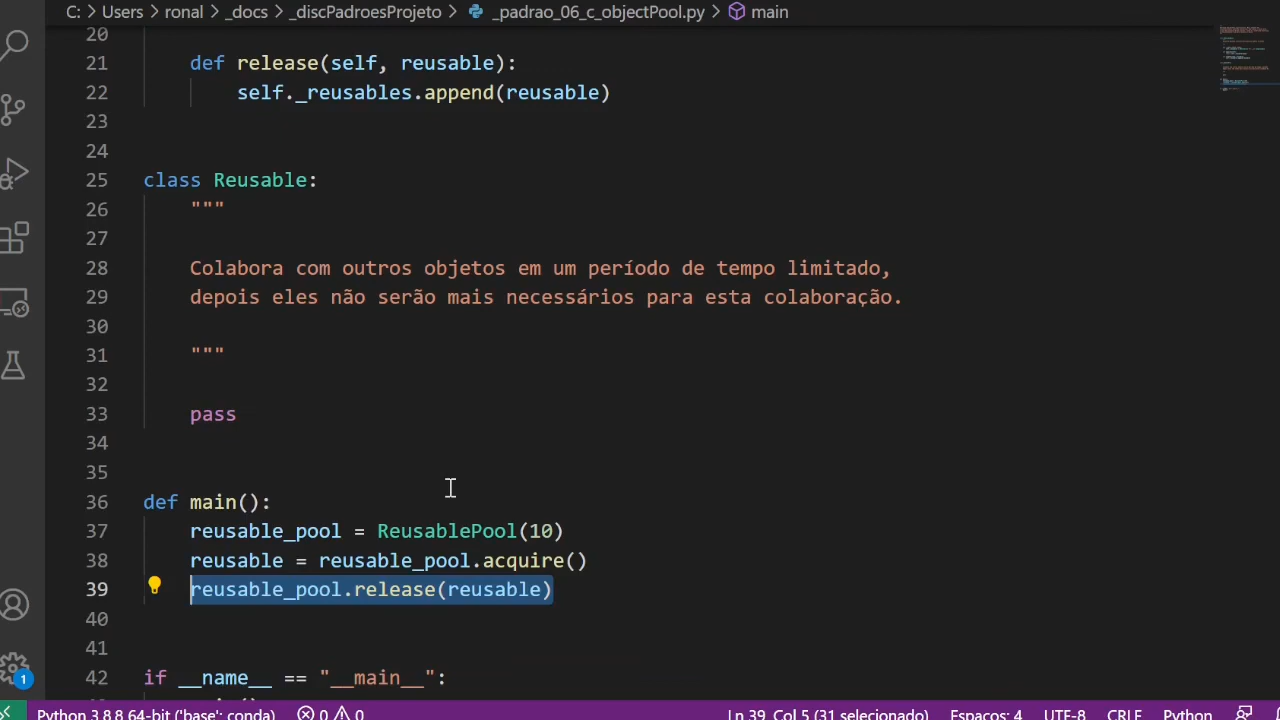 C: > Users > ronal > _docs > _discPadroesProjeto > _padrao_06_c_objectPool.py > main
20
21 def release(self, reusable):
22 self._reusables.append(reusable)
23
24
25 class Reusable:
26 """
27
28 Colabora com outros objetos em um período de tempo limitado,
29 depois eles não serão mais necessários para esta colaboração.
30
31 """
32
33 pass
34
35
36 def main():
37 reusable_pool = ReusablePool(10)
38 reusable = reusable_pool.acquire()
39 reusable_pool.release(reusable)
40
41
42 if __name__ == "__main__":
1
Python 3.8.8 64-bit ('base': conda) 0 0 Ln 39, Col 5 (31 selecionado) Espaços: 4 UTF-8 CRLF Python